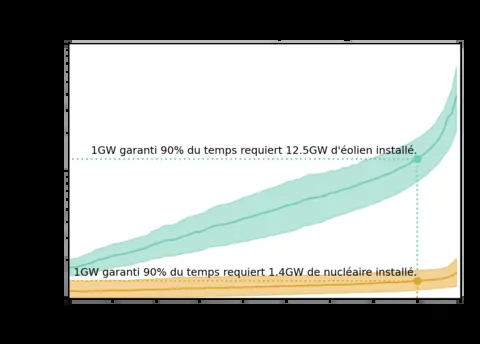 1GW garanti 90% du temps requiert 12.5GW d'éolien installé.
1GW garanti 90% du temps requiert 1.4GW de nucléaire installé.